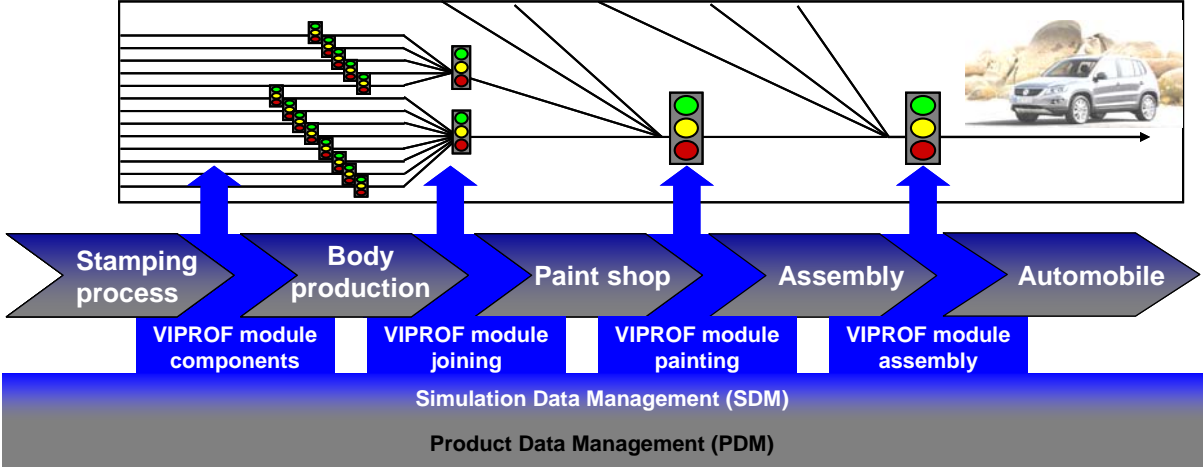 Stamping
process
Body
production
Paint shop
Assembly
Automobile
VIPROF module
components
VIPROF module
joining
VIPROF module
painting
VIPROF module
assembly
Simulation Data Management (SDM)
Product Data Management (PDM)